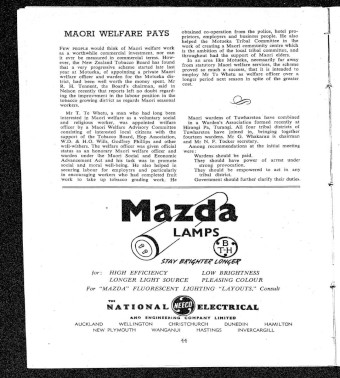 MAORI WELFARE PAYS
FEW PEOPLE would think of Maori welfare work
as a worthwhile commercial investment, nor can
it ever be measured in commercial terms. How-
ever, the New Zealand Tobacco Board has found
that a very progressive scheme started late last
year at Motueka, of appointing a private Maori
welfare officer and warden for the Motueka dis-
trict, had been well worth the money spent. Mr
R. H. Tennent, the Board's chairman, said in
Nelson recently that reports left no doubt regard-
ing the improvement in the labour position in the
tobacco growing district as regards Maori seasonal
workers.
Mr T. Te Wheta, a man who had long been
interested in Maori welfare as a voluntary social
and religious worker, was appointed welfare
officer by a Maori Welfare Advisory Committee
consisting of interested local citizens with the
support of the Tobacco Board, Hop Association,
W.D. & H.O. Wills, Godfrey Phillips and other
well-wishers. The welfare officer was given official
status as an honorary Maori welfare officer and
warden under the Maori Social and Economic
Advancement Act and his task was to promote
social and moral well-being. He also helped in
securing labour for employers and particularly
in encouraging workers who had completed fruit
work to take up tobacco grading work. He
obtained co-operation from the police, hotel pro-
prietors, employers and business people. He also
helped the Motueka Tribal Committee in the
work of creating a Maori community centre which
is the ambition of the local tribal committee, and
throughout had the support of Maori elders.
In an area like Motueka, necessarily far away
from statutory Maori welfare services, the scheme
proved so much a success, that it is intended to
employ Mr Te Wheta as welfare officer over a
longer period next season in spite of the greater
cost.
Maori wardens of Tawhorotea have combined
in a Warden's Association formed recently at
Hirangi Pa, Turangi. All four tribal districts of
have joined in, bringing together
fourteen wardens. Mr G. Whakarau is chairman
and Mr N. F. Tookey secretary.
Among recommendations at the initial meeting
were:
Wardens should be paid.
They should have power of arrest under
strong provocation.
They should be empowered to act in any
tribal district.
Government should further clarify their duties.
Mazda
LAMPS
B
T H
STAY BRIGHTER LONGER
for: HIGH EFFICIENCY LOW BRIGHTNESS
LONGER LIGHT SOURCE PLEASING COLOUR
For "MAZDA" FLUORESCENT LIGHTING "LAYOUTS," Consult
THE
NATIONAL NEECO ELECTRICAL
AND ENGINEERING COMPANY LIMITED
AUCKLAND WELLINGTON CHRISTCHURCH DUNEDIN HAMILTON
NEW PLYMOUTH WANGANUI HASTINGS INVERCARGILL